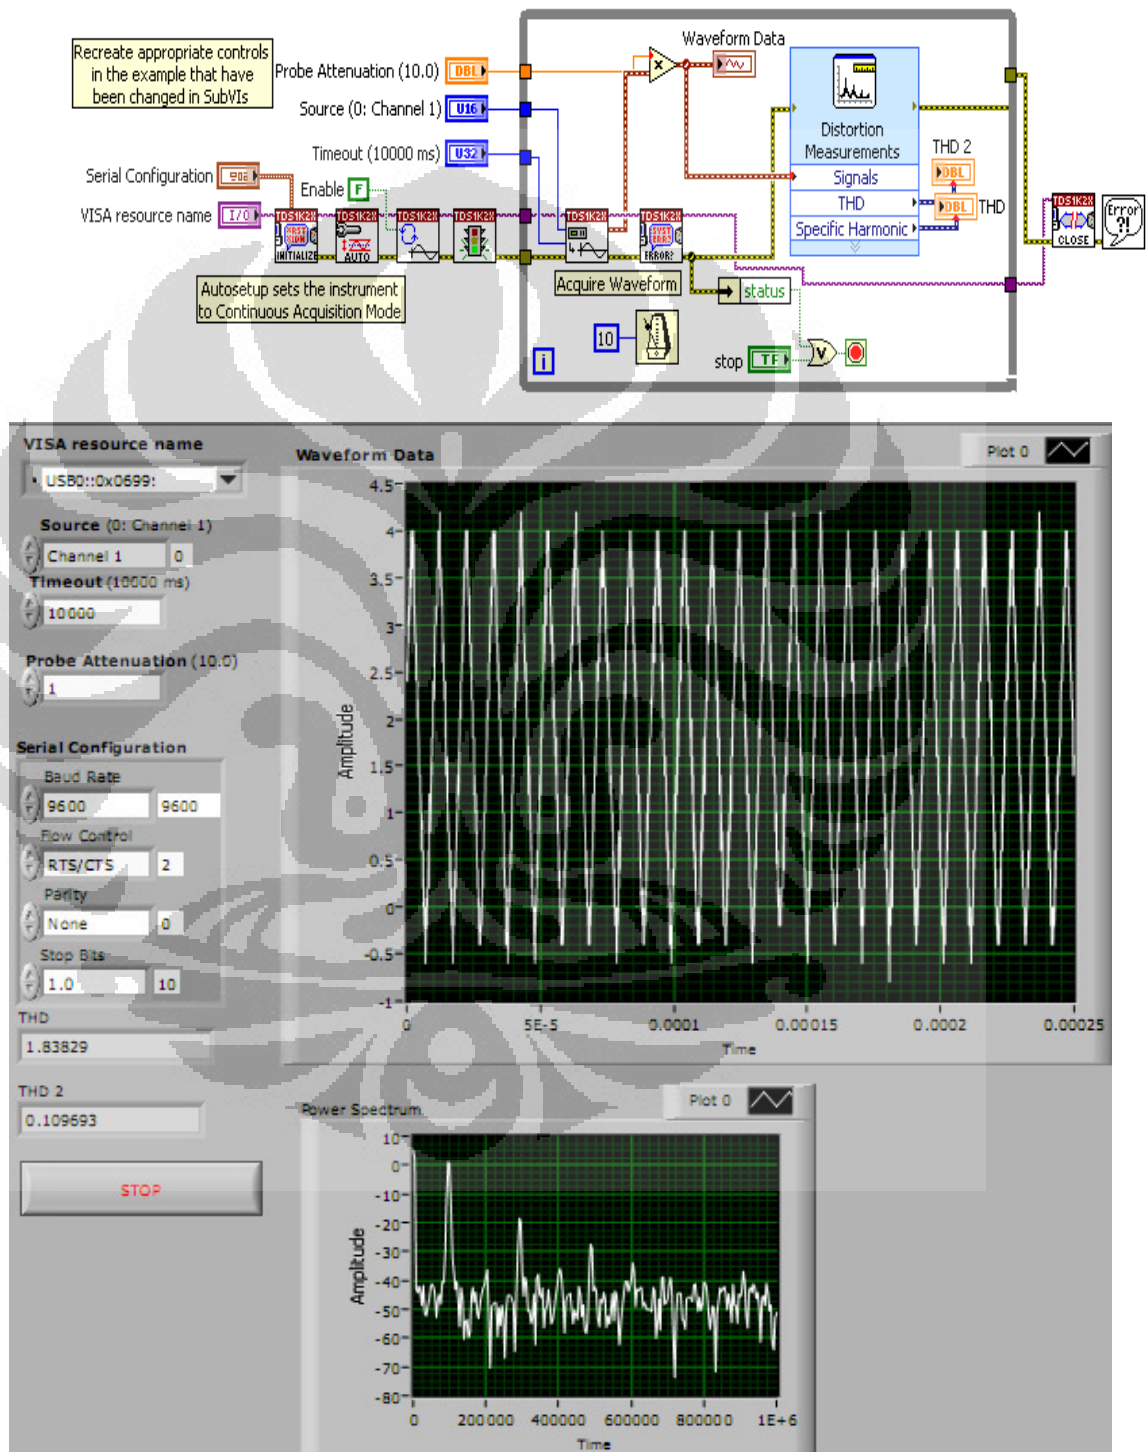 Recreate appropriate controls
in the example that have
been changed in SubVIs
Probe Attenuation (10.0)
DBL
Source (0: Channel 1)
U16
Timeout (10000 ms)
U32
Serial Configuration
VISA resource name
I/O
Enable
F
TDS1K2X
INITIALIZE
TDS1K2X
AUTO
TDS1K2X
TDS1K2X
Autosetup sets the instrument
to Continuous Acquisition Mode
x
Waveform Data
TDS1K2X
TDS1K2X
ERROR?
Acquire Waveform
Distortion
Measurements
Signals
THD
Specific Harmonic
THD 2
DBL
DBL
THD
status
10
i
stop
TF
V
TDS1K2X
CLOSE
Error
?!
VISA resource name
USB0::0x0699:
Source (0: Channel 1)
Channel 1
0
Timeout (10000 ms)
10000
Probe Attenuation (10.0)
1
Serial Configuration
Baud Rate
9600
9600
Flow Control
RTS/CTS
2
Parity
None
0
Stop Bits
1.0
10
THD
1.83829
THD 2
0.109693
STOP
Waveform Data
Plot 0
Amplitude
4.5
4
3.5
3
2.5
2
1.5
1
0.5
0
-0.5
-1
0
5E-5
0.0001
0.00015
0.0002
0.00025
Time
Power Spectrum
Plot 0
Amplitude
10
0
-10
-20
-30
-40
-50
-60
-70
-80
0
200000
400000
600000
800000
1E+6
Time